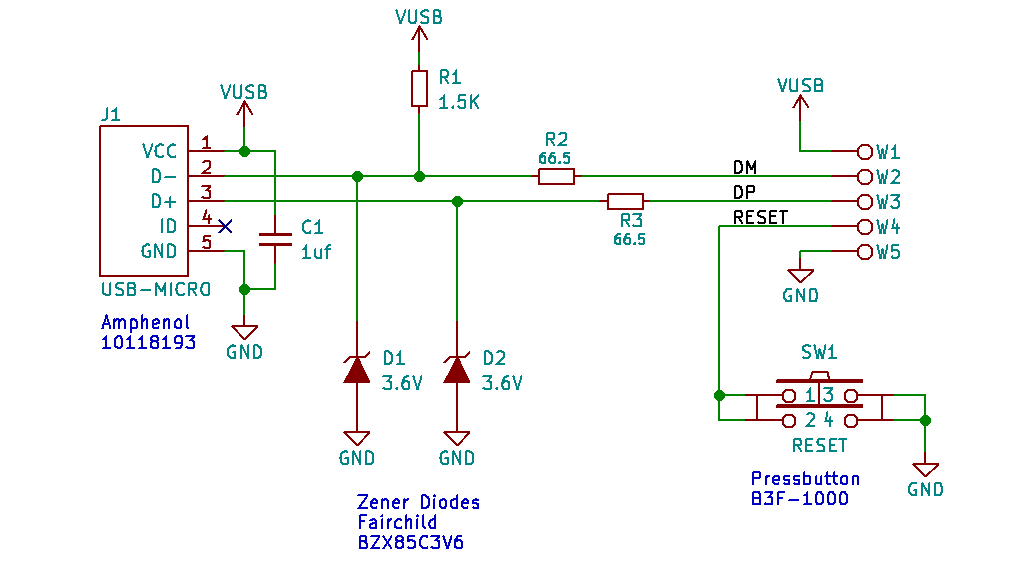 VUSB
R1
1.5K
VUSB
VUSB
J1
VCC 1
D- 2
D+ 3
ID 4
GND 5
USB-MICRO
Amphenol
10118193
C1
1uf
GND
R2
66.5
R3
66.5
DM
DP
RESET
W1
W2
W3
W4
W5
GND
D1
3.6V
D2
3.6V
GND
GND
Zener Diodes
Fairchild
BZX85C3V6
SW1
1 3
2 4
RESET
Pressbutton
B3F-1000
GND